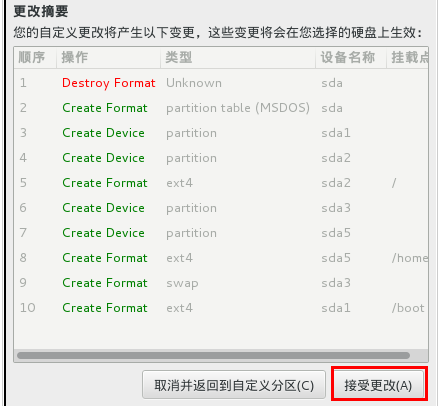 更改摘要
您的自定义更改将产生以下变更，这些变更将会在您选择的硬盘上生效：
顺序 操作 类型 设备名称 挂载点
1 Destroy Format Unknown sda
2 Create Format partition table (MSDOS) sda
3 Create Device partition sda1
4 Create Device partition sda2
5 Create Format ext4 sda2 /
6 Create Device partition sda3
7 Create Device partition sda5
8 Create Format ext4 sda5 /home
9 Create Format swap sda3
10 Create Format ext4 sda1 /boot
取消并返回到自定义分区(C) 接受更改(A)